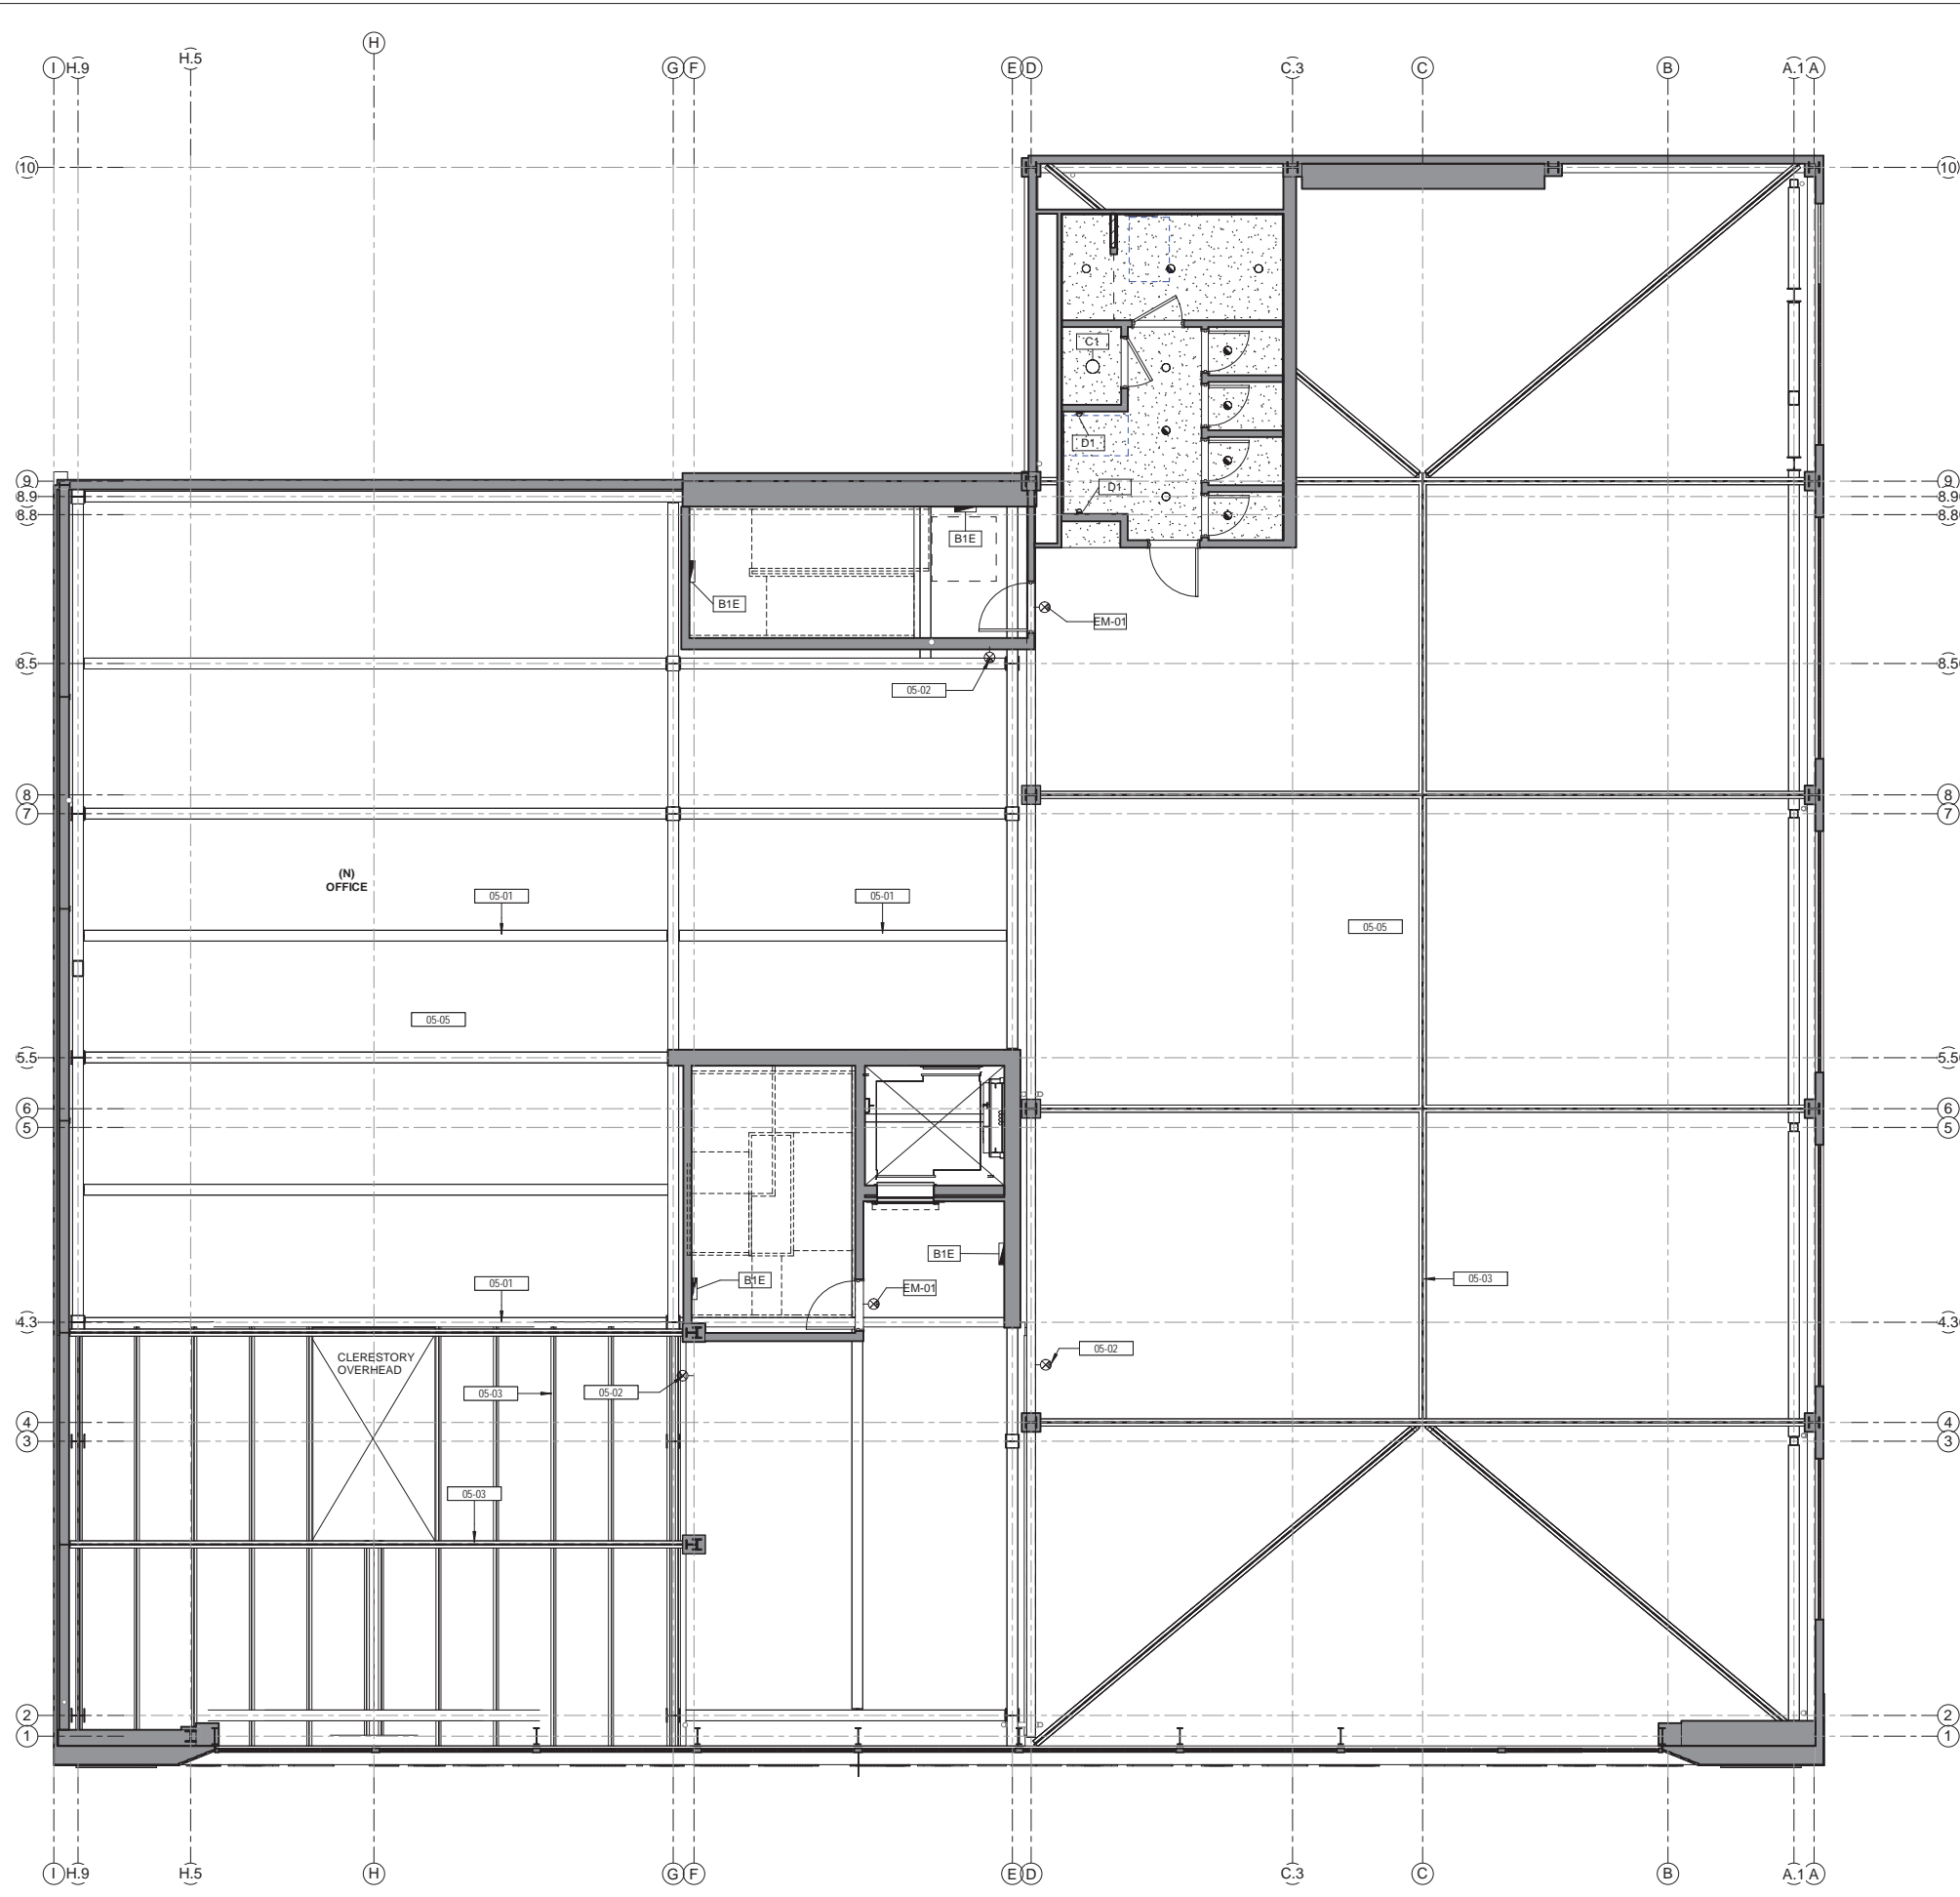 H
I H.9 H.5 G F E D C.3 C B A.1 A
10 10
C1
D1
9 9
8.9 8.9
D1
8.8 8.8
B1E
B1E
EM-01
8.5 8.5
05-02
8 8
7 7
(N)
OFFICE
05-01 05-01
05-05
05-05
5.5 5.5
6 6
5 5
B1E
B1E
05-03
05-01
EM-01
4.3 4.3
05-02
CLERESTORY
OVERHEAD
05-03 05-02
4 4
3 3
05-03
2 2
1 1
I H.9 H.5 H G F E D C.3 C B A.1 A